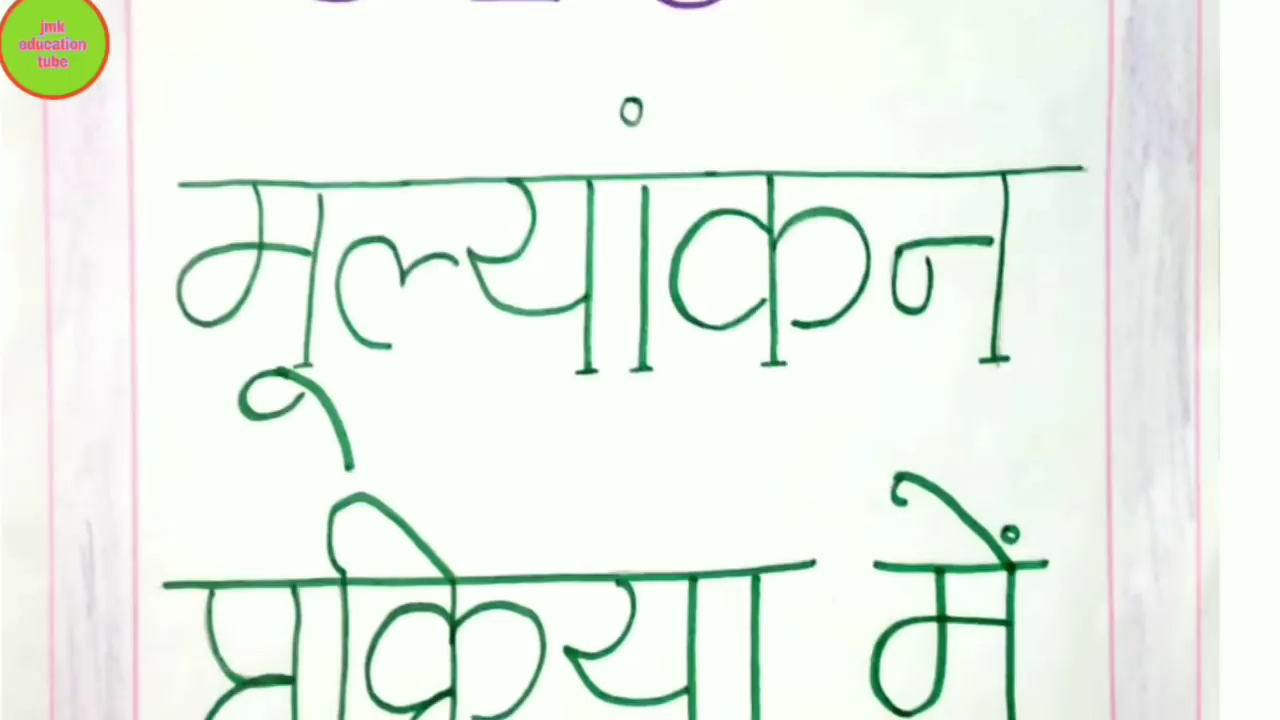 jmk
education
tube
मूल्यांकन
प्रक्रिया में